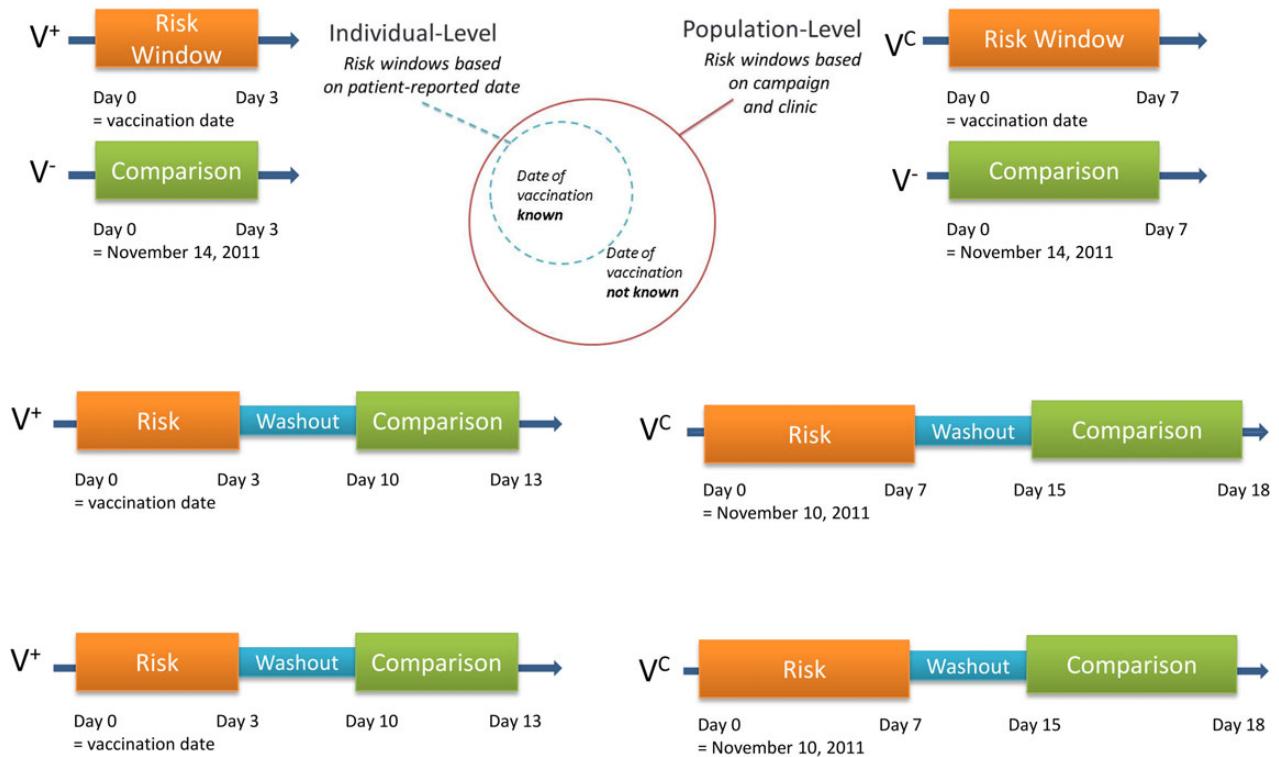 V+
Risk
Window
Day 0
Day 3
= vaccination date
V-
Comparison
Day 0
Day 3
= November 14, 2011
Individual-Level
Risk windows based
on patient-reported date
Population-Level
Risk windows based
on campaign
and clinic
Date of
vaccination
known
Date of
vaccination
not known
VC
Risk Window
Day 0
Day 7
= vaccination date
V-
Comparison
Day 0
Day 7
= November 14, 2011
V+
Risk
Washout
Comparison
Day 0
Day 3
Day 10
Day 13
= vaccination date
VC
Risk
Washout
Comparison
Day 0
Day 7
Day 15
Day 18
= November 10, 2011
V+
Risk
Washout
Comparison
Day 0
Day 3
Day 10
Day 13
= vaccination date
VC
Risk
Washout
Comparison
Day 0
Day 7
Day 15
Day 18
= November 10, 2011